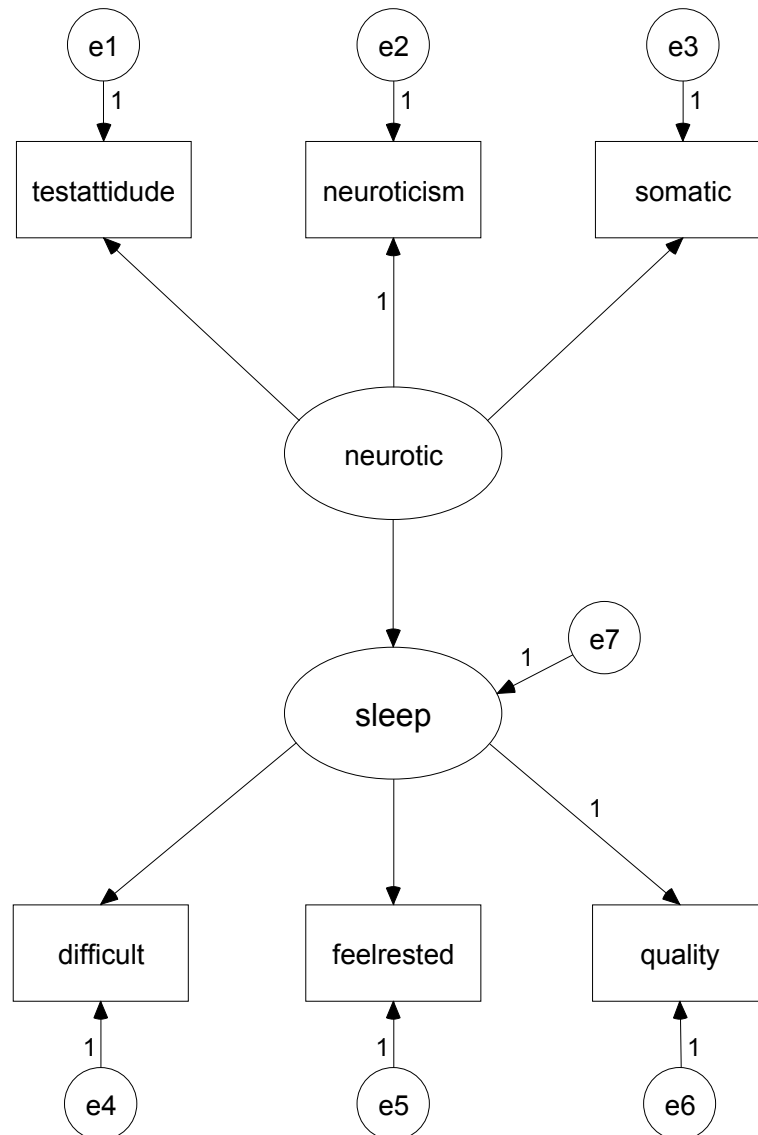 e1
e2
e3
1
1
1
testattidude
neuroticism
somatic
1
neurotic
e7
1
sleep
1
difficult
feelrested
quality
1
1
1
e4
e5
e6